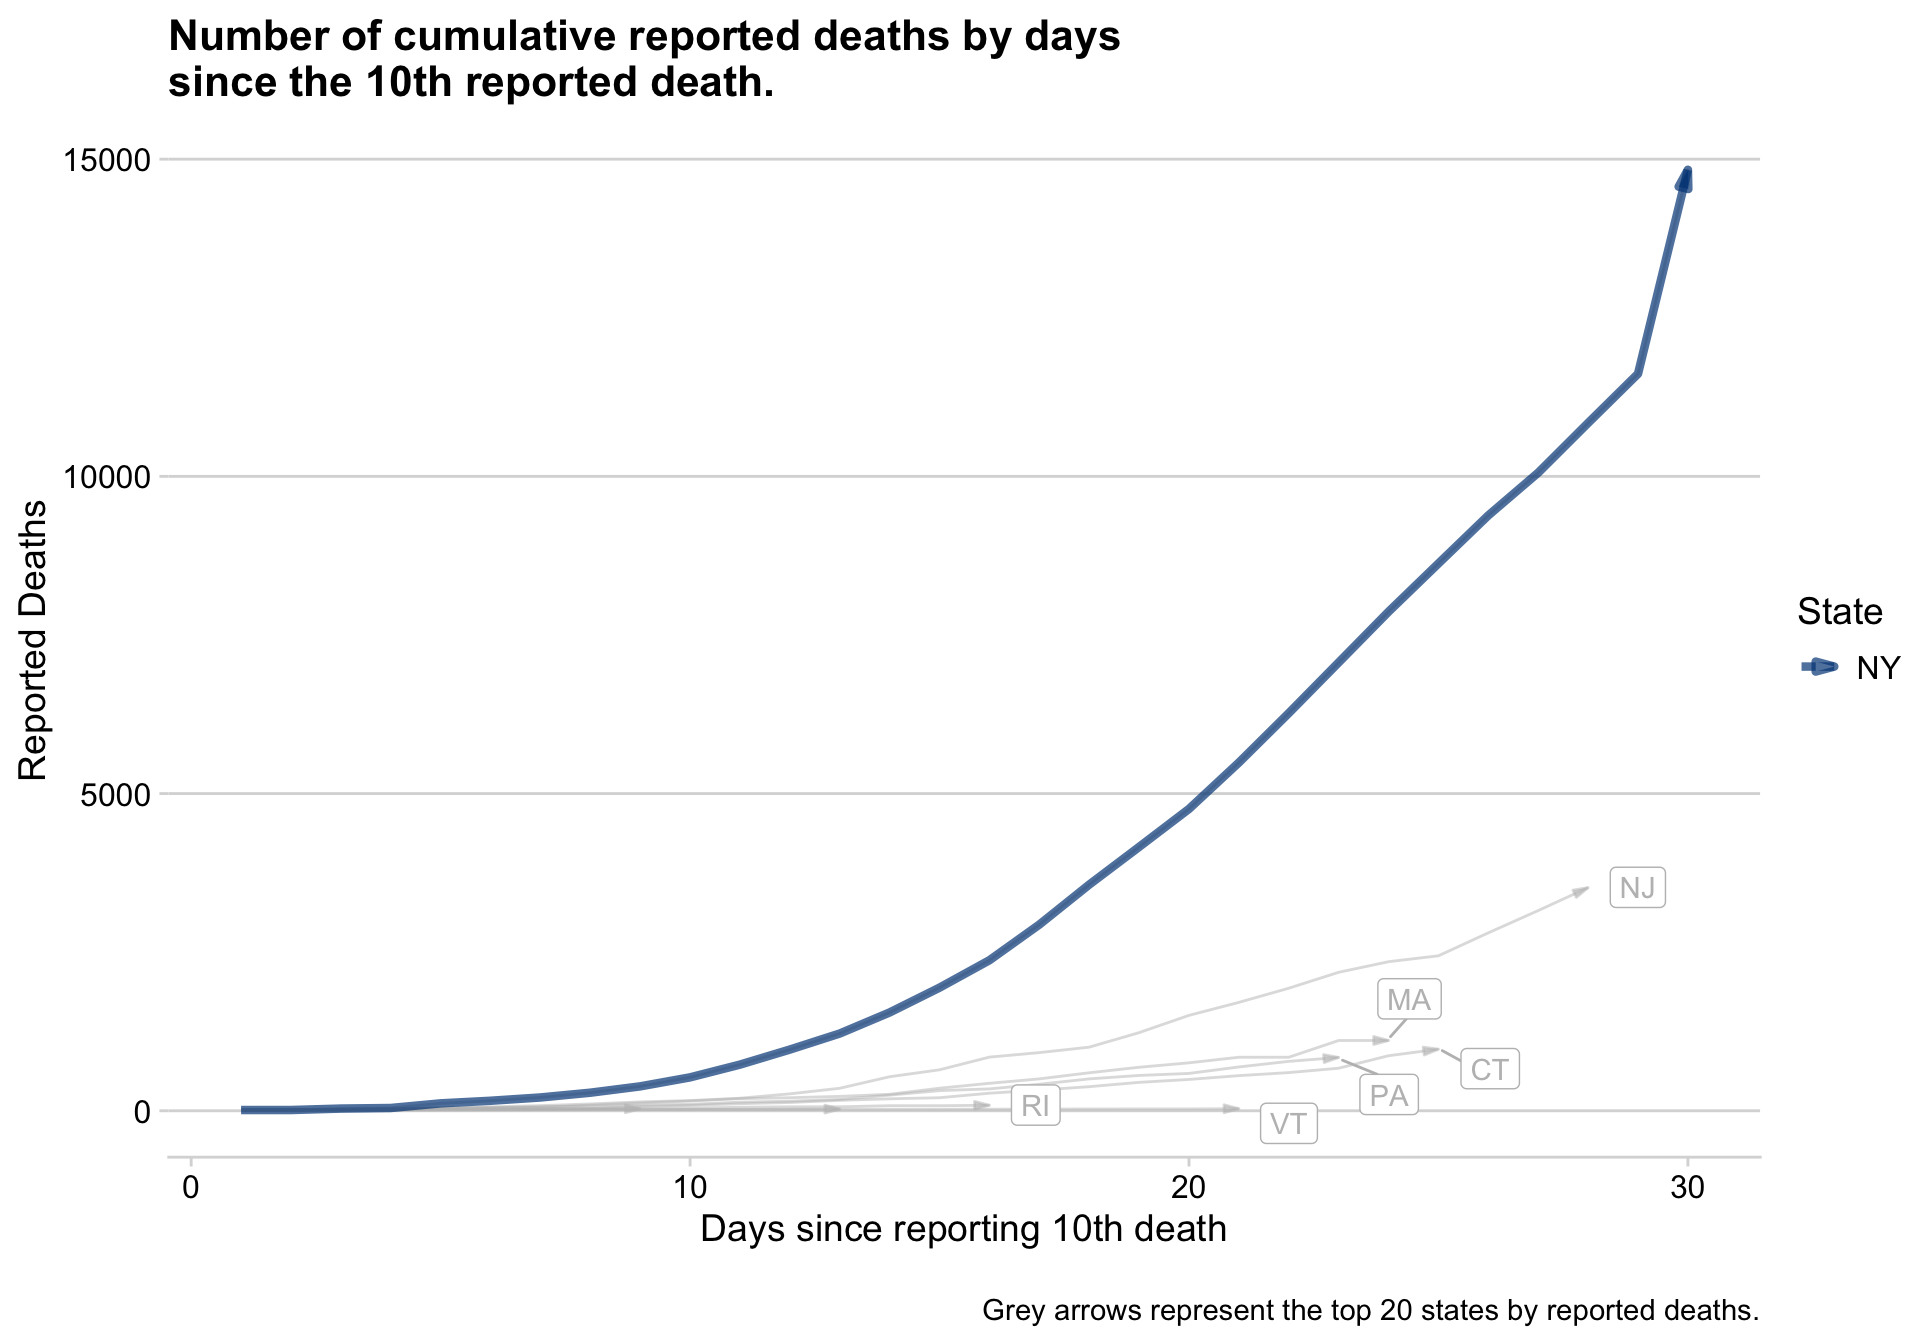 Number of cumulative reported deaths by days
since the 10th reported death.
15000
10000
5000
0
Reported Deaths
NJ
MA
CT
PA
RI
VT
State
NY
0
10
20
30
Days since reporting 10th death
Grey arrows represent the top 20 states by reported deaths.